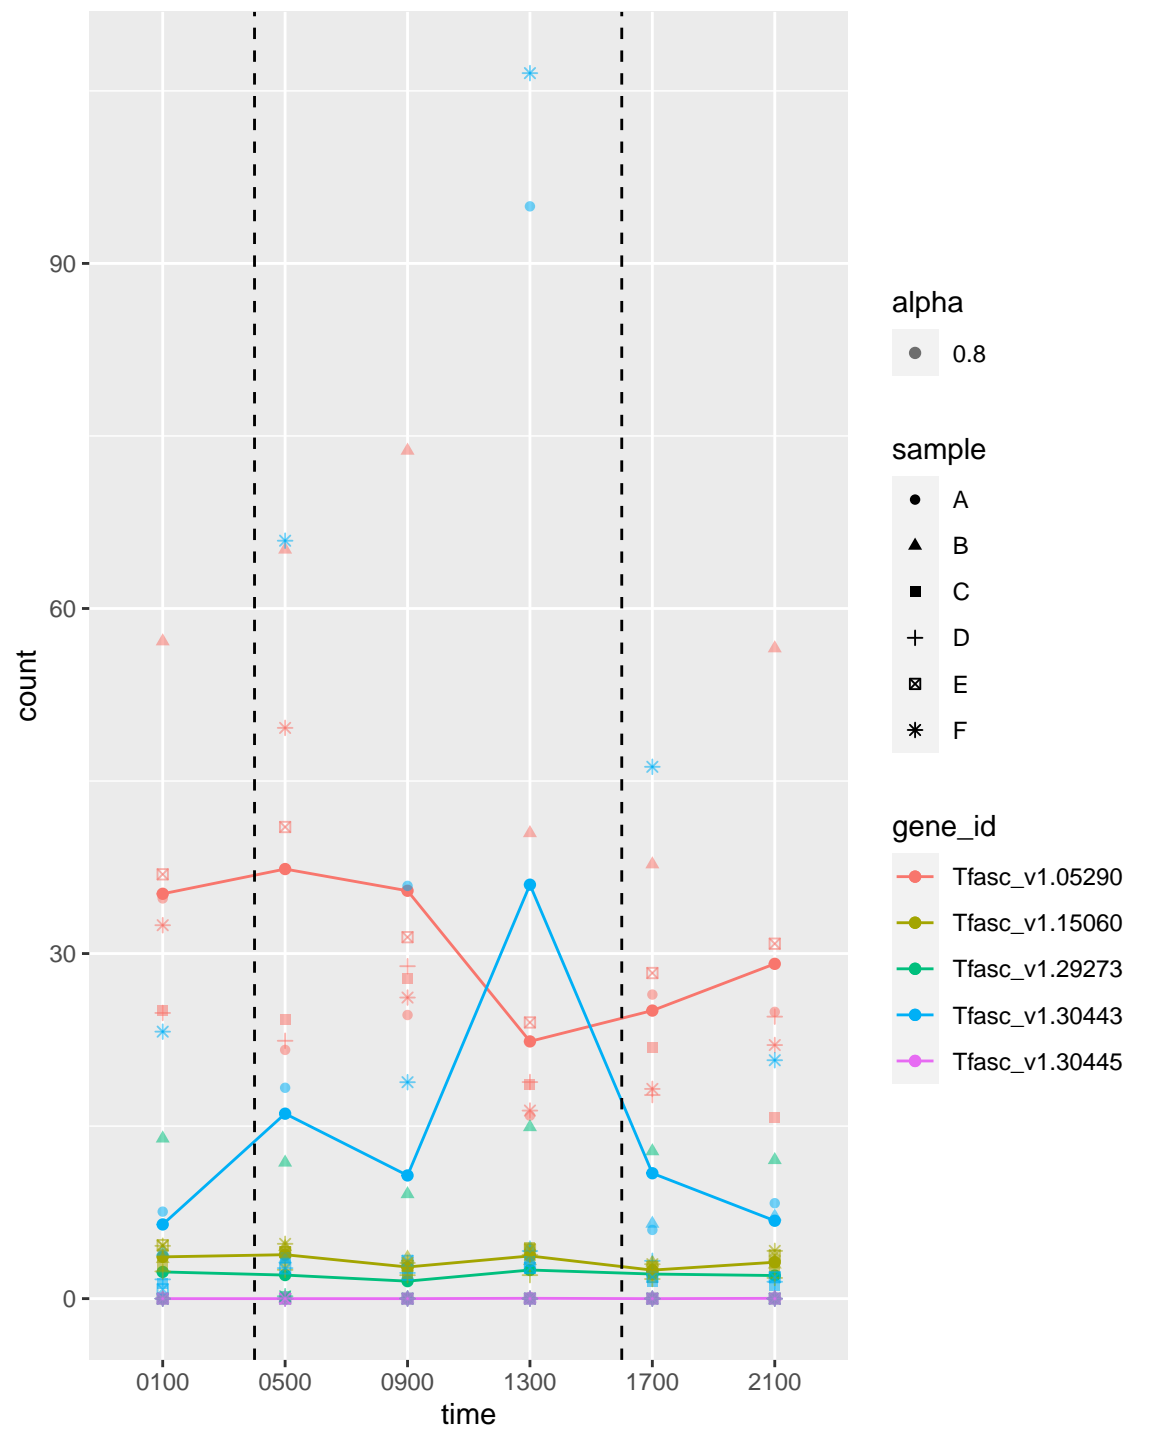 90
60
30
0
count
0100 0500 0900 1300 1700 2100
time
alpha
0.8
sample
A
B
C
D
E
F
gene_id
Tfasc_v1.05290
Tfasc_v1.15060
Tfasc_v1.29273
Tfasc_v1.30443
Tfasc_v1.30445